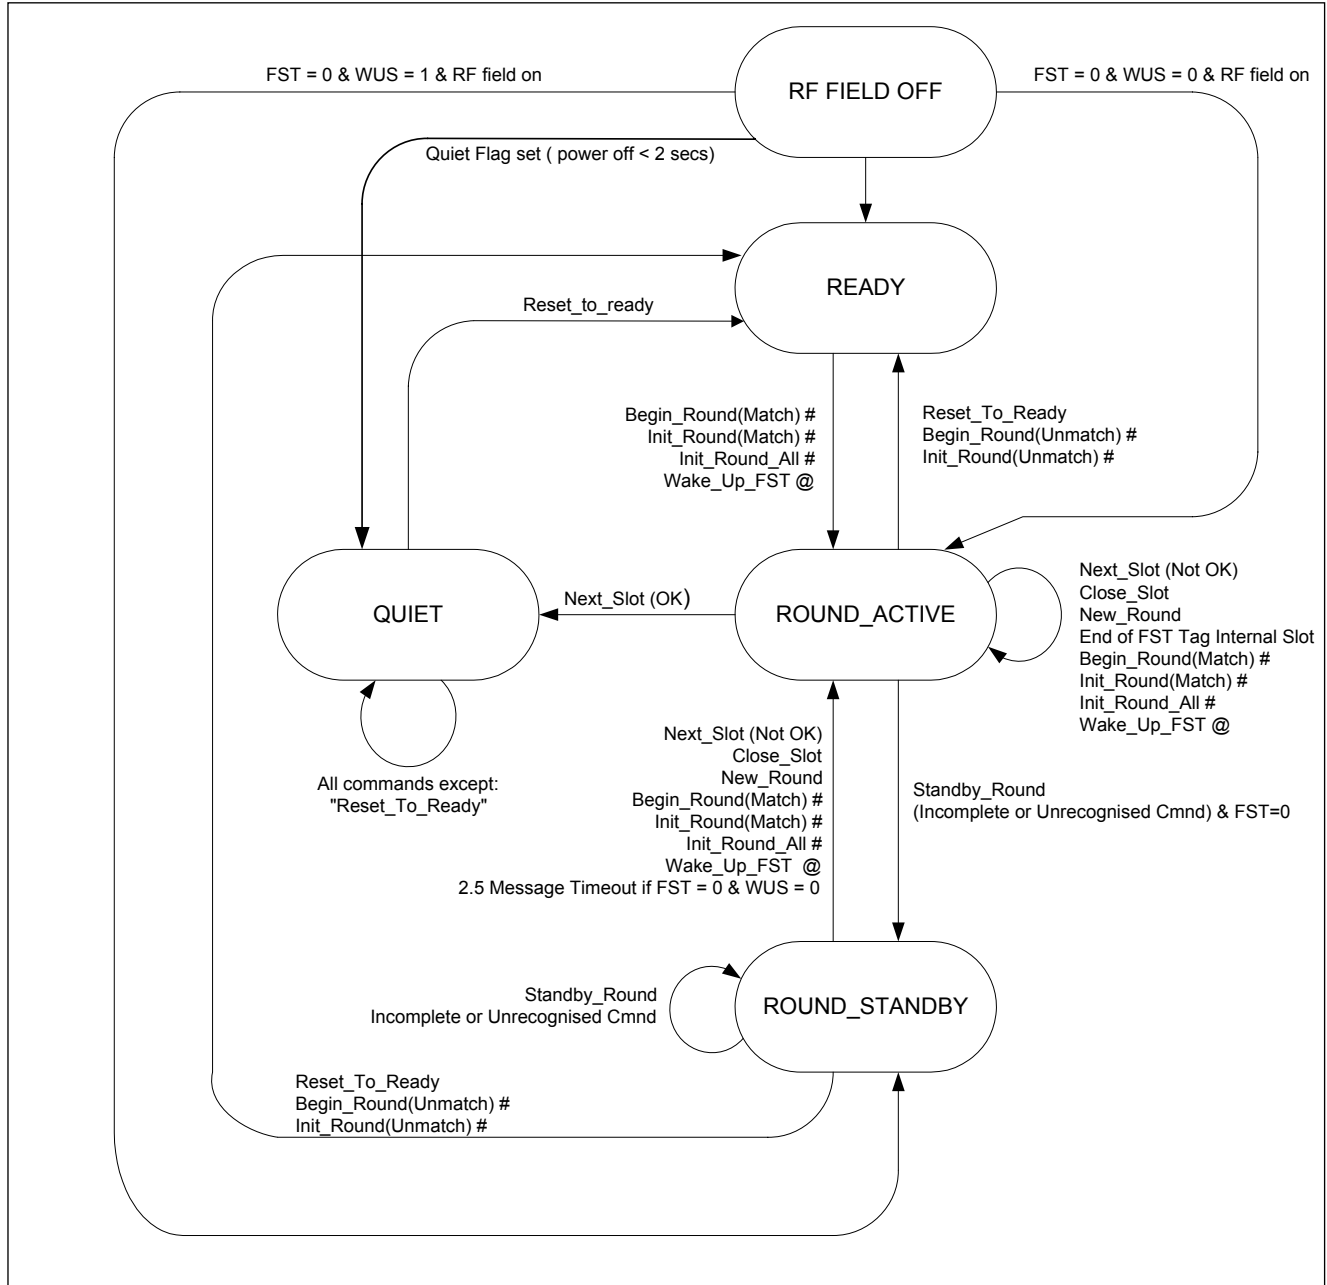 RF FIELD OFF
FST = 0 & WUS = 1 & RF field on
FST = 0 & WUS = 0 & RF field on
Quiet Flag set ( power off < 2 secs)
READY
Reset_to_ready
Begin_Round(Match) #
Init_Round(Match) #
Init_Round_All #
Wake_Up_FST @
Reset_To_Ready
Begin_Round(Unmatch) #
Init_Round(Unmatch) #
QUIET
Next_Slot (OK)
ROUND_ACTIVE
Next_Slot (Not OK)
Close_Slot
New_Round
End of FST Tag Internal Slot
Begin_Round(Match) #
Init_Round(Match) #
Init_Round_All #
Wake_Up_FST @
All commands except:
"Reset_To_Ready"
Next_Slot (Not OK)
Close_Slot
New_Round
Begin_Round(Match) #
Init_Round(Match) #
Init_Round_All #
Wake_Up_FST @
2.5 Message Timeout if FST = 0 & WUS = 0
Standby_Round
(Incomplete or Unrecognised Cmnd) & FST=0
Standby_Round
Incomplete or Unrecognised Cmnd
ROUND_STANDBY
Reset_To_Ready
Begin_Round(Unmatch) #
Init_Round(Unmatch) #